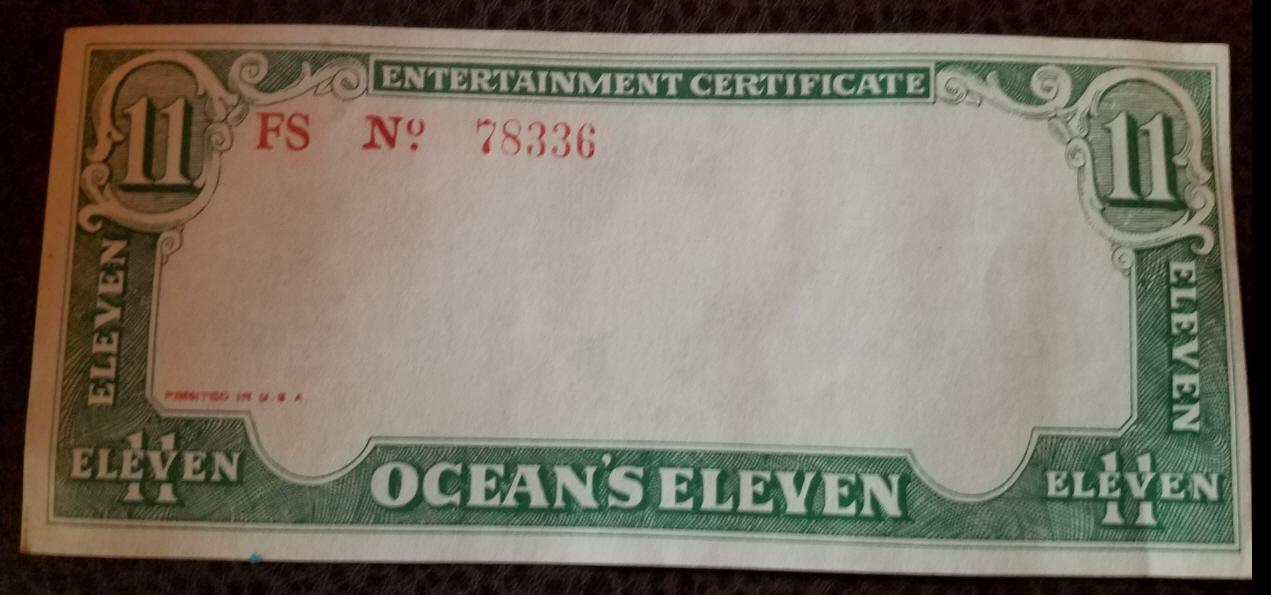 ENTERTAINMENT CERTIFICATE
11
11
FS Nº 78336
ELEVEN
ELEVEN
PRINTED IN U.S.A.
11
ELEVEN
OCEAN'S ELEVEN
11
ELEVEN